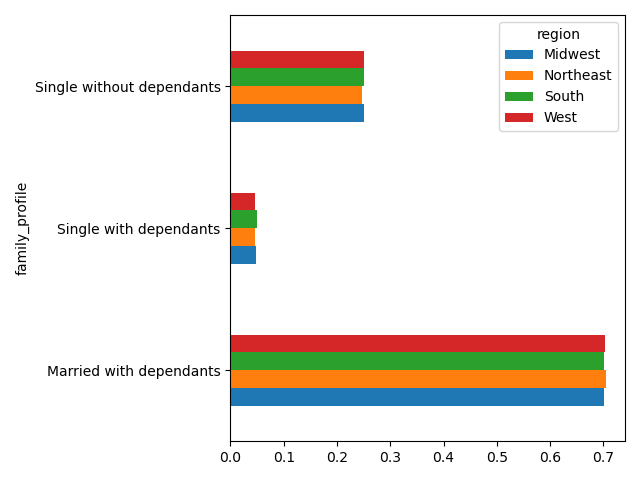 region
Midwest
Northeast
South
West
family_profile
Single without dependants
Single with dependants
Married with dependants
0.0 0.1 0.2 0.3 0.4 0.5 0.6 0.7